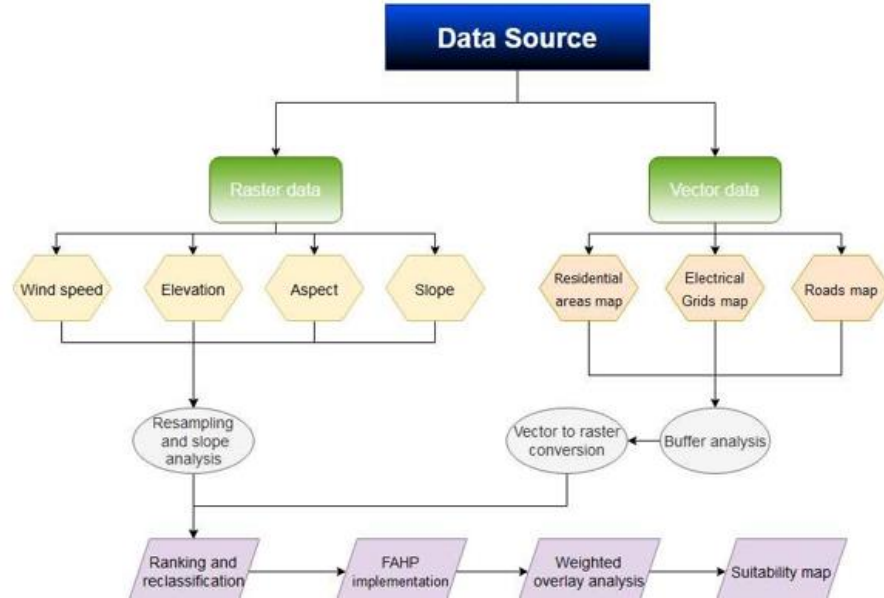 Data Source
Raster data
Vector data
Wind speed
Elevation
Aspect
Slope
Residential
areas map
Electrical
Grids map
Roads map
Resampling
and slope
analysis
Vector to raster
conversion
Buffer analysis
Ranking and
reclassification
FAHP
implementation
Weighted
overlay analysis
Suitability map